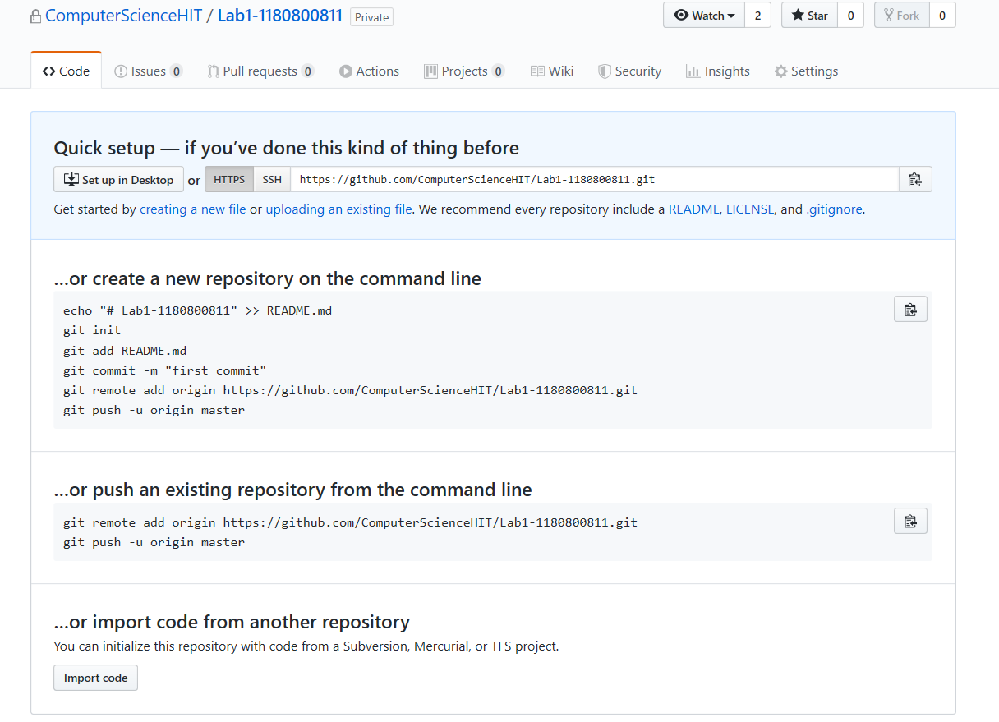 ComputerScienceHIT / Lab1-1180800811 Private
Watch 2 Star 0 Fork 0
Code Issues 0 Pull requests 0 Actions Projects 0 Wiki Security Insights Settings
Quick setup — if you’ve done this kind of thing before
Set up in Desktop or HTTPS SSH https://github.com/ComputerScienceHIT/Lab1-1180800811.git
Get started by creating a new file or uploading an existing file. We recommend every repository include a README, LICENSE, and .gitignore.
…or create a new repository on the command line
echo "# Lab1-1180800811" >> README.md
git init
git add README.md
git commit -m "first commit"
git remote add origin https://github.com/ComputerScienceHIT/Lab1-1180800811.git
git push -u origin master
…or push an existing repository from the command line
git remote add origin https://github.com/ComputerScienceHIT/Lab1-1180800811.git
git push -u origin master
…or import code from another repository
You can initialize this repository with code from a Subversion, Mercurial, or TFS project.
Import code